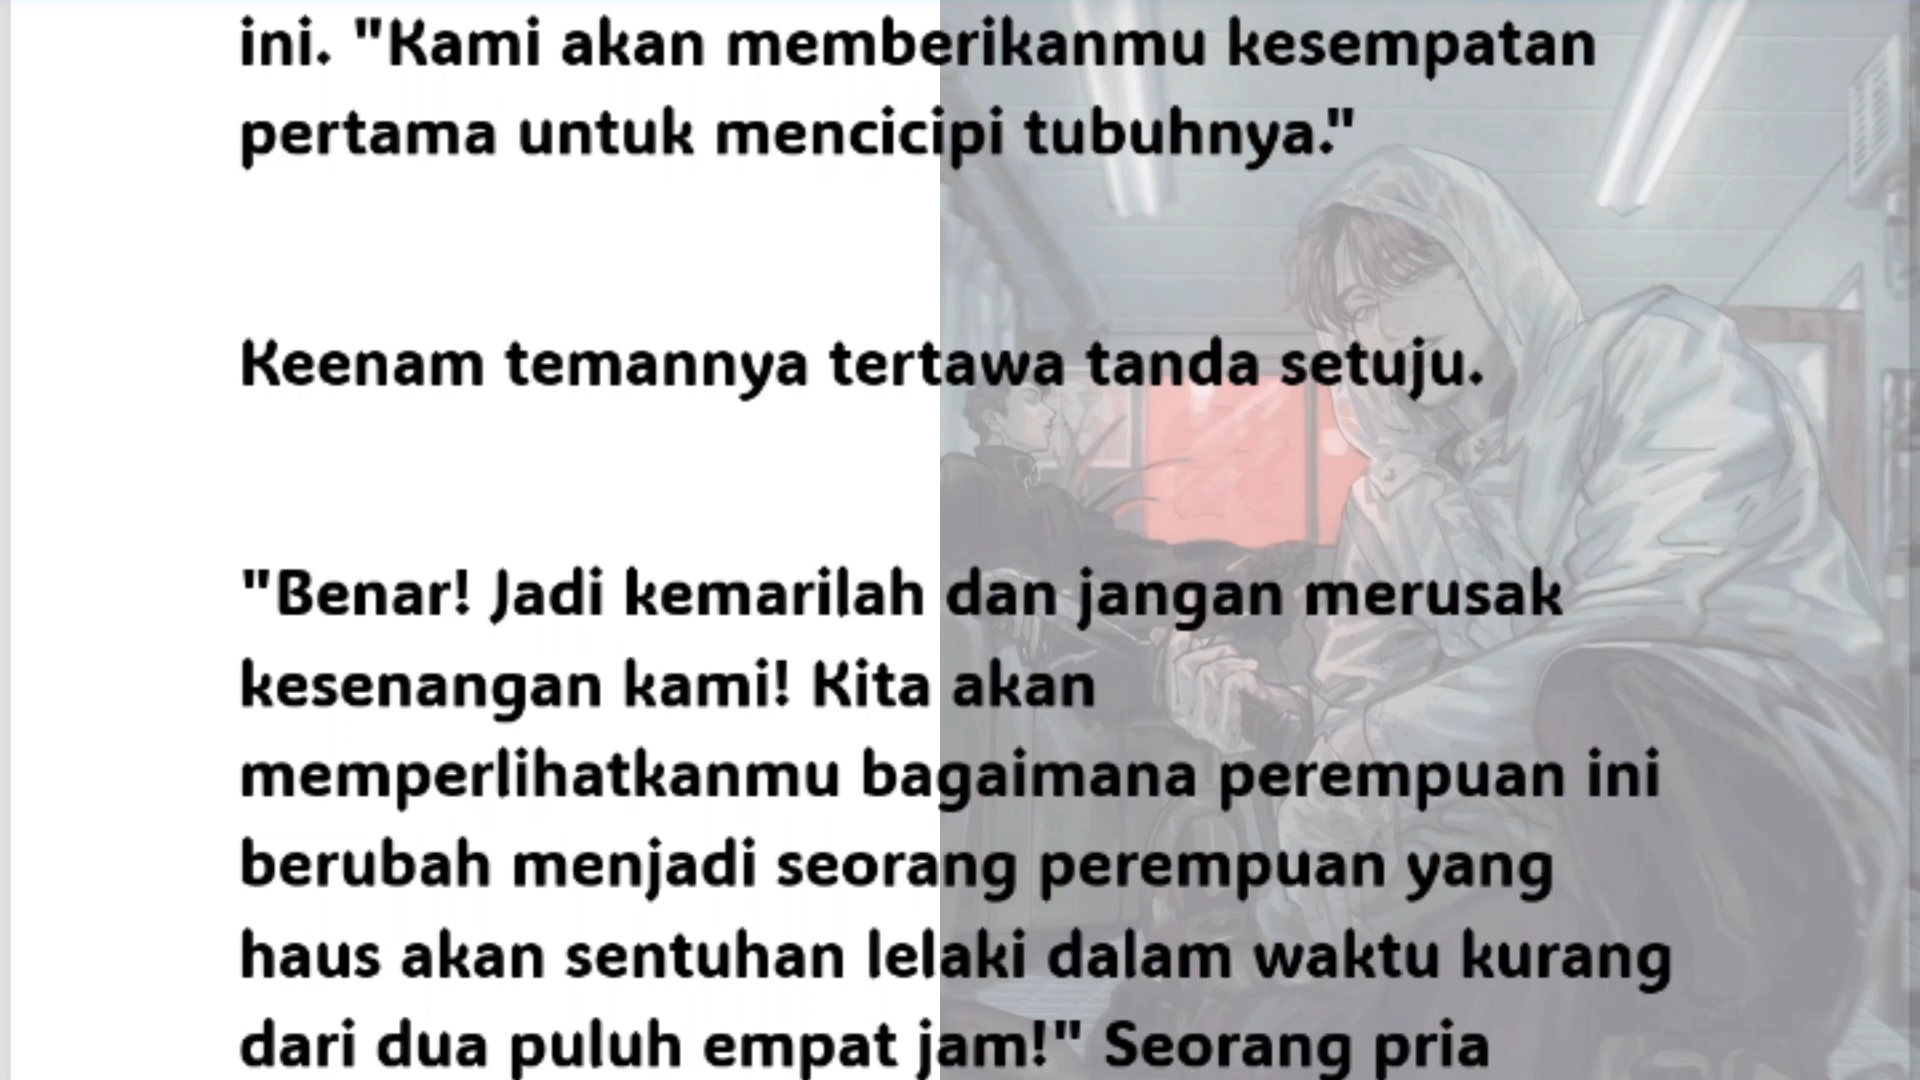 ini. "Kami akan memberikanmu kesempatan
pertama untuk mencicipi tubuhnya."
Keenam temannya tertawa tanda setuju.
"Benar! Jadi kemarilah dan jangan merusak
kesenangan kami! Kita akan
memperlihatkanmu bagaimana perempuan ini
berubah menjadi seorang perempuan yang
haus akan sentuhan lelaki dalam waktu kurang
dari dua puluh empat jam!" Seorang pria